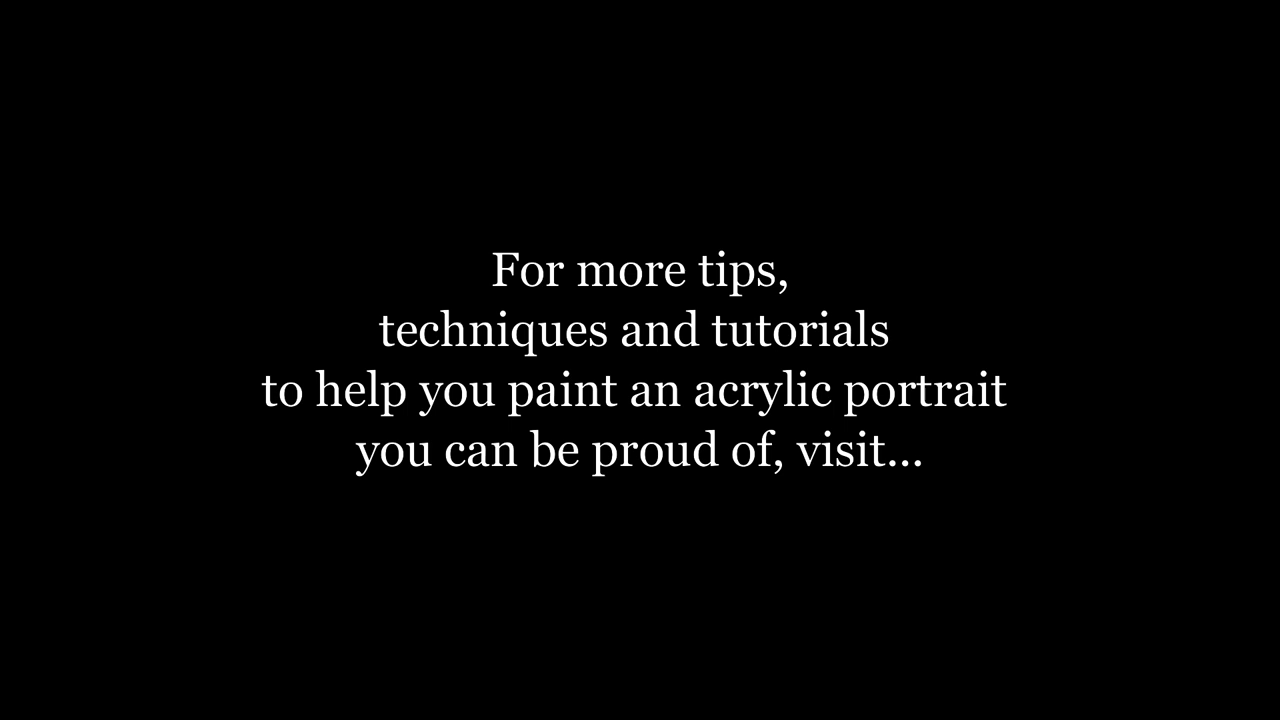 For more tips,
techniques and tutorials
to help you paint an acrylic portrait
you can be proud of, visit...